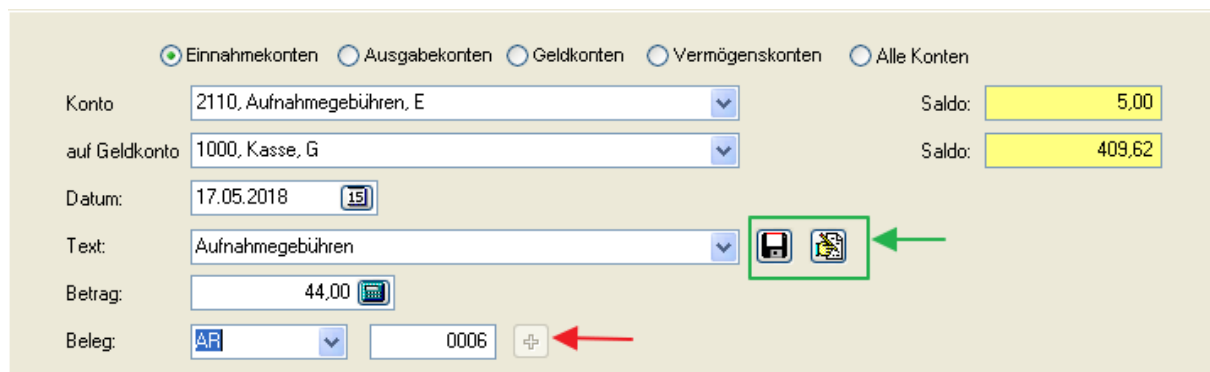 Einnahmekonten Ausgabekonten Geldkonten Vermögenskonten Alle Konten
Konto 2110, Aufnahmegebühren, E Saldo: 5,00
auf Geldkonto 1000, Kasse, G Saldo: 409,62
Datum: 17.05.2018 15
Text: Aufnahmegebühren
Betrag: 44,00
Beleg: AR 0006